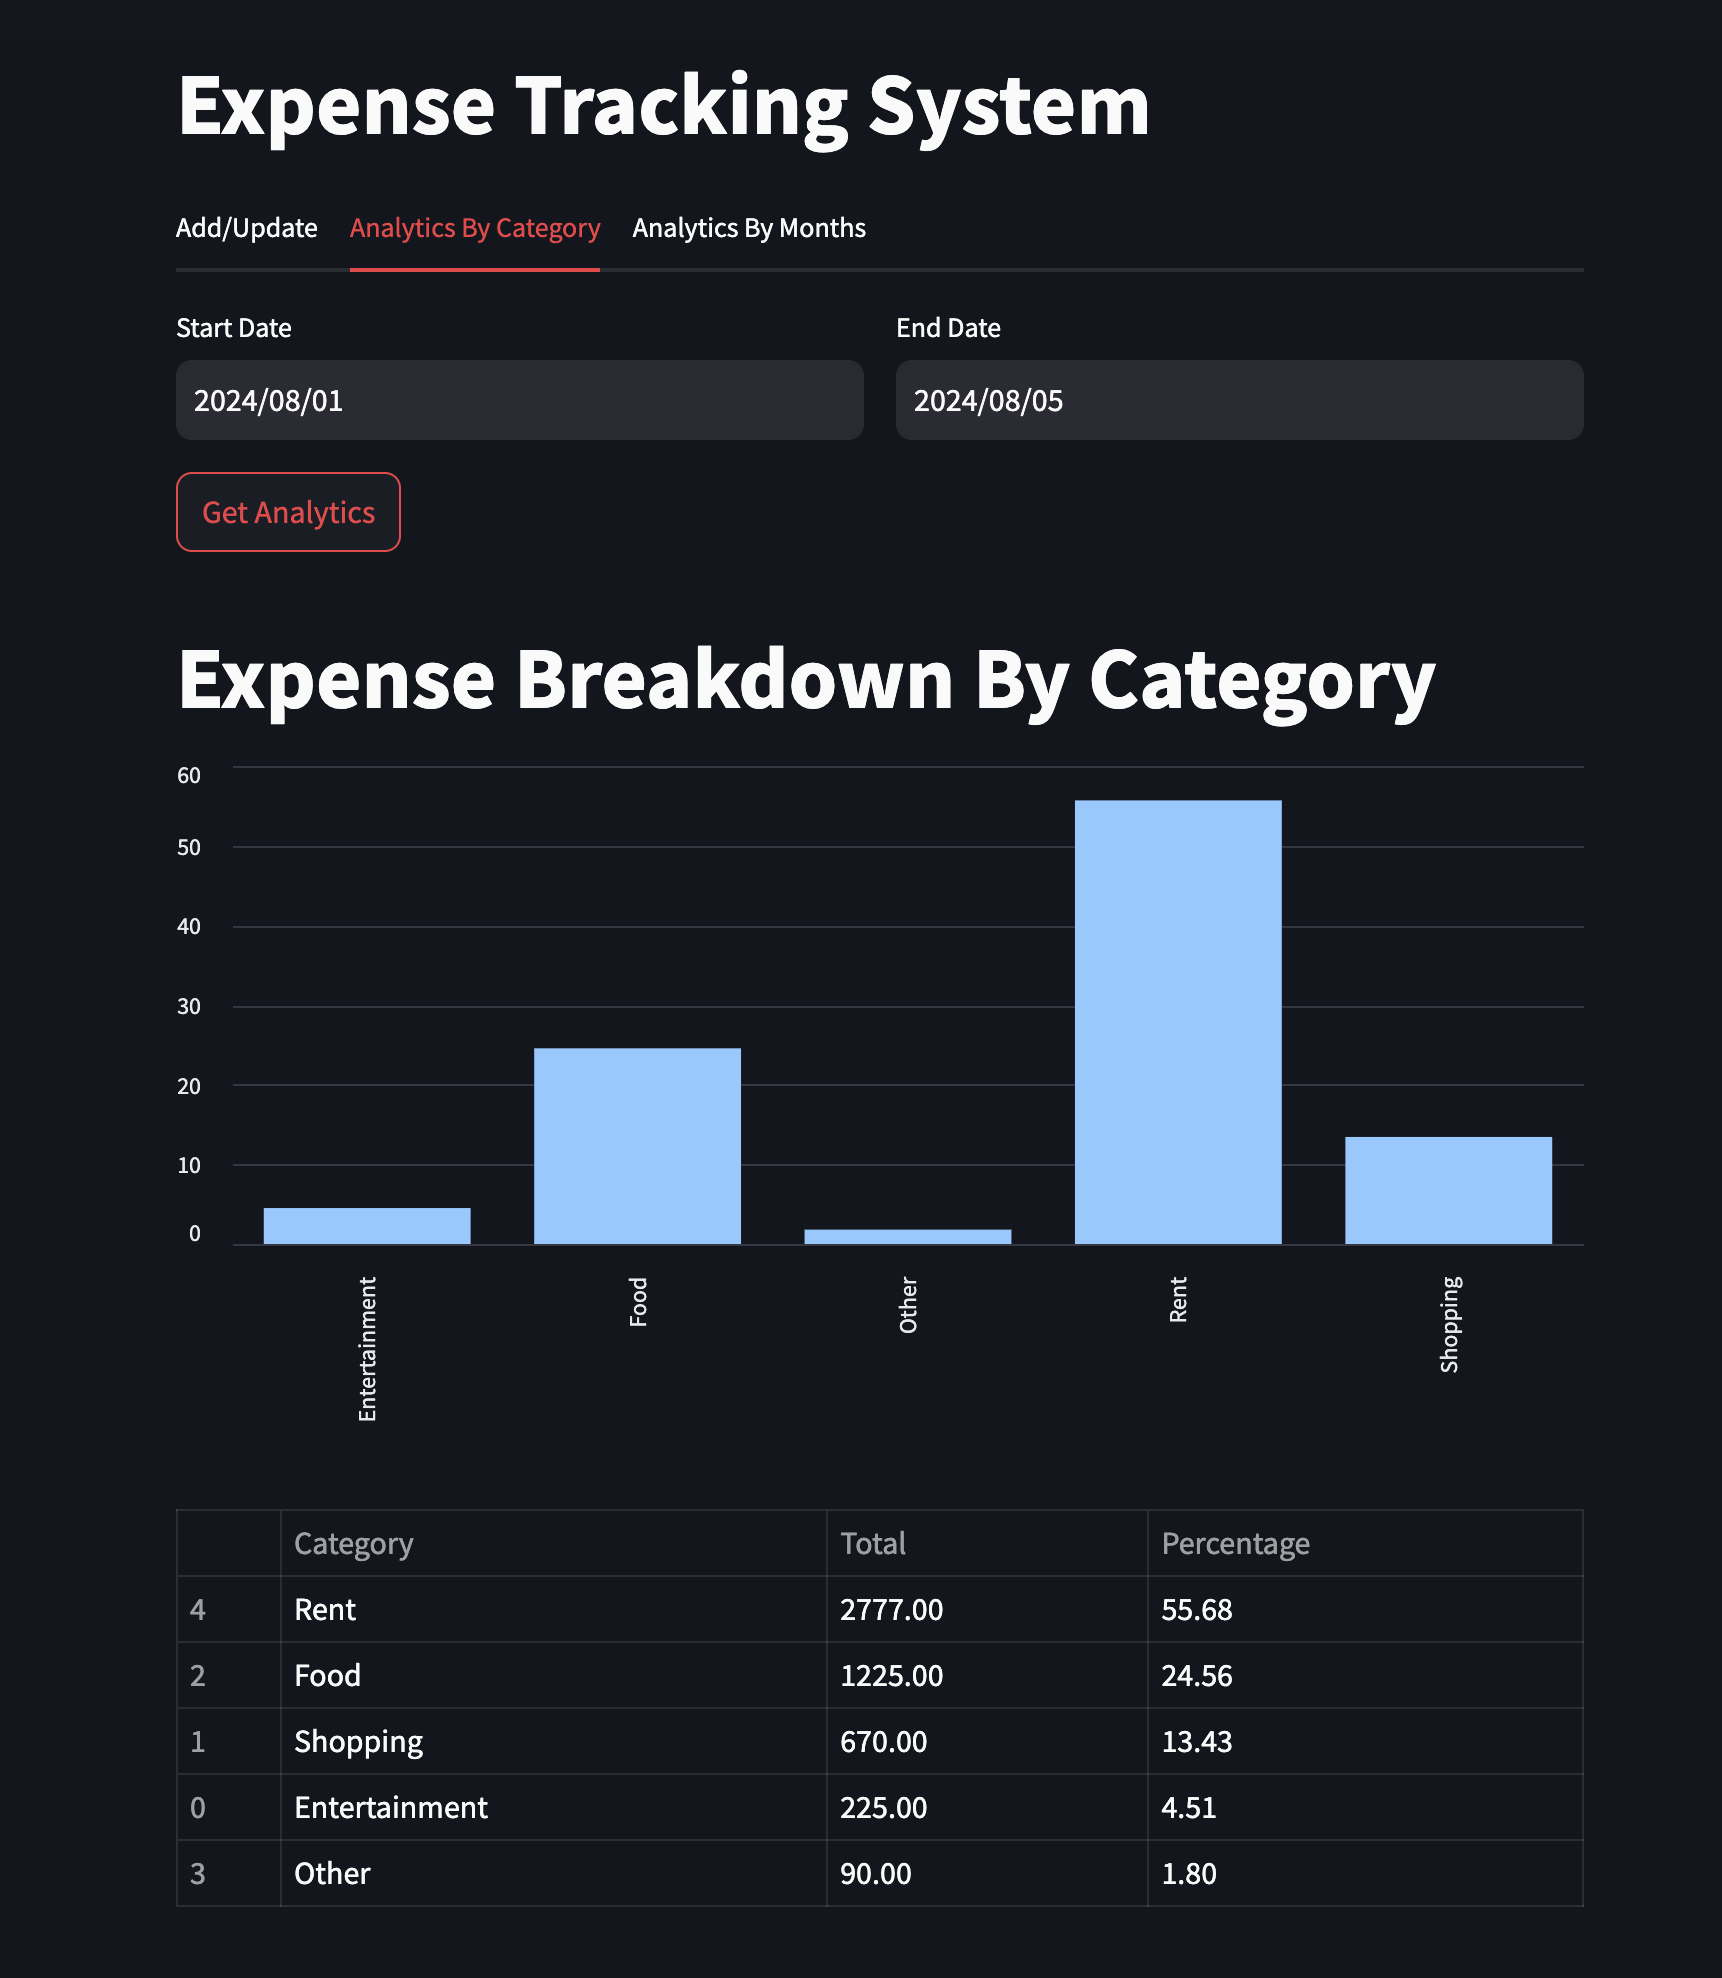 Expense Tracking System
Add/Update Analytics By Category Analytics By Months
Start Date End Date
2024/08/01 2024/08/05
Get Analytics
Expense Breakdown By Category
60
50
40
30
20
10
0
Entertainment Food Other Rent Shopping
Category Total Percentage
4 Rent 2777.00 55.68
2 Food 1225.00 24.56
1 Shopping 670.00 13.43
0 Entertainment 225.00 4.51
3 Other 90.00 1.80